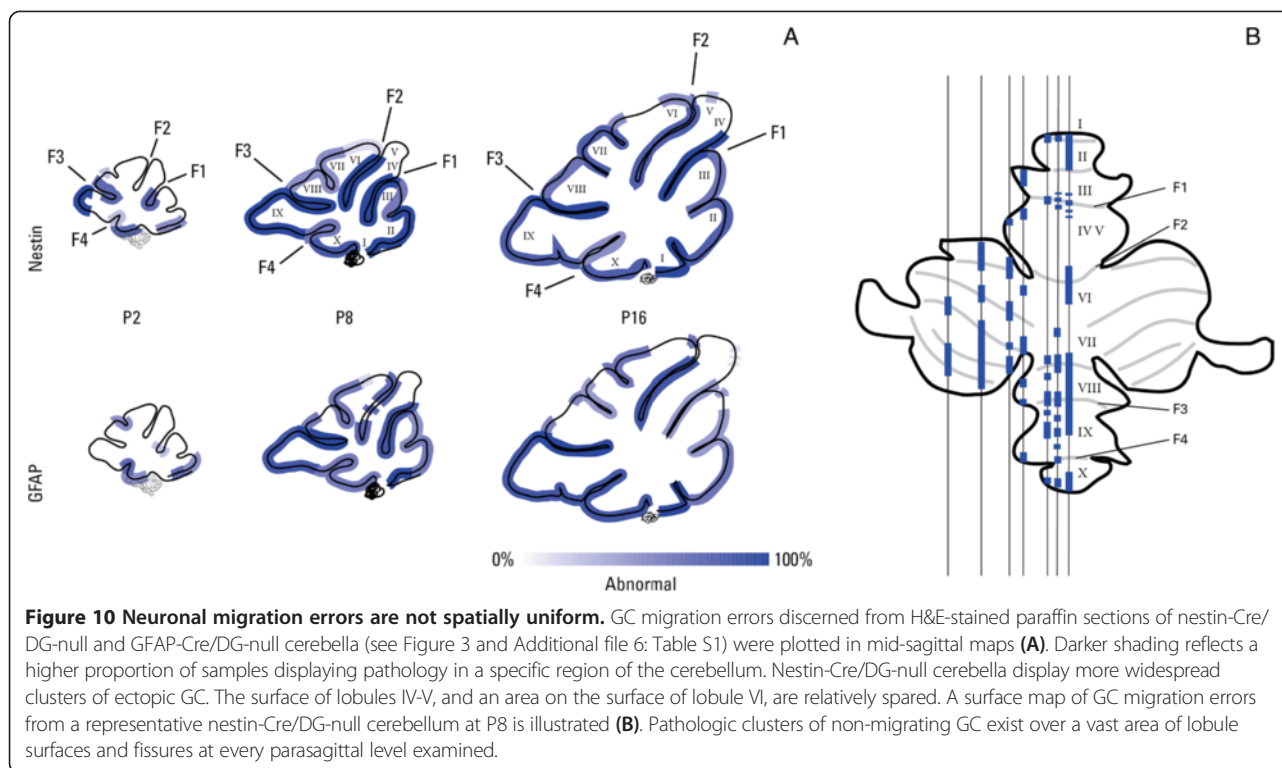 A
B
F2
F2
F2
F3
F1
F3
F1
F3
F1
F4
F4
F4
VI
V
IV
VII
III
VIII
II
IX
X
I
VI
V
IV
VII
III
VIII
II
IX
X
I
Nestin
P2
P8
P16
GFAP
0%
100%
Abnormal
I
II
III
F1
IV V
F2
VI
VII
VIII
F3
IX
F4
X
Figure 10 Neuronal migration errors are not spatially uniform. GC migration errors discerned from H&E-stained paraffin sections of nestin-Cre/
DG-null and GFAP-Cre/DG-null cerebella (see Figure 3 and Additional file 6: Table S1) were plotted in mid-sagittal maps (A). Darker shading reflects a
higher proportion of samples displaying pathology in a specific region of the cerebellum. Nestin-Cre/DG-null cerebella display more widespread
clusters of ectopic GC. The surface of lobules IV-V, and an area on the surface of lobule VI, are relatively spared. A surface map of GC migration errors
from a representative nestin-Cre/DG-null cerebellum at P8 is illustrated (B). Pathologic clusters of non-migrating GC exist over a vast area of lobule
surfaces and fissures at every parasagittal level examined.